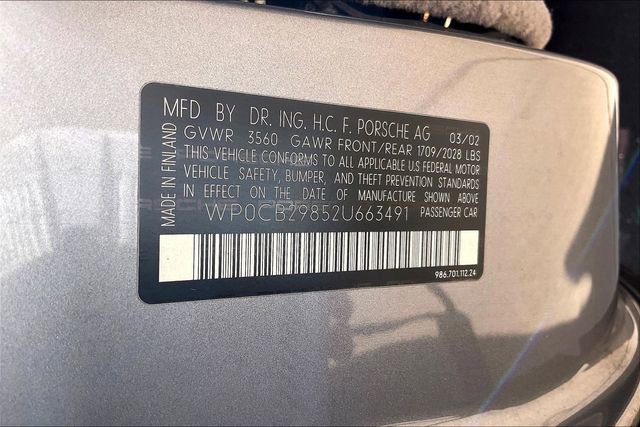 MFD BY DR. ING. H.C. F. PORSCHE AG 03/02
GVWR 3560 GAWR FRONT/REAR 1709/2028 LBS
THIS VEHICLE CONFORMS TO ALL APPLICABLE U.S FEDERAL MOTOR
VEHICLE SAFETY, BUMPER, AND THEFT PREVENTION STANDARDS
IN EFFECT ON THE DATE OF MANUFACTURE SHOWN ABOVE
WP0CB29852U663491 PASSENGER CAR
MADE IN FINLAND
986.701.112.24